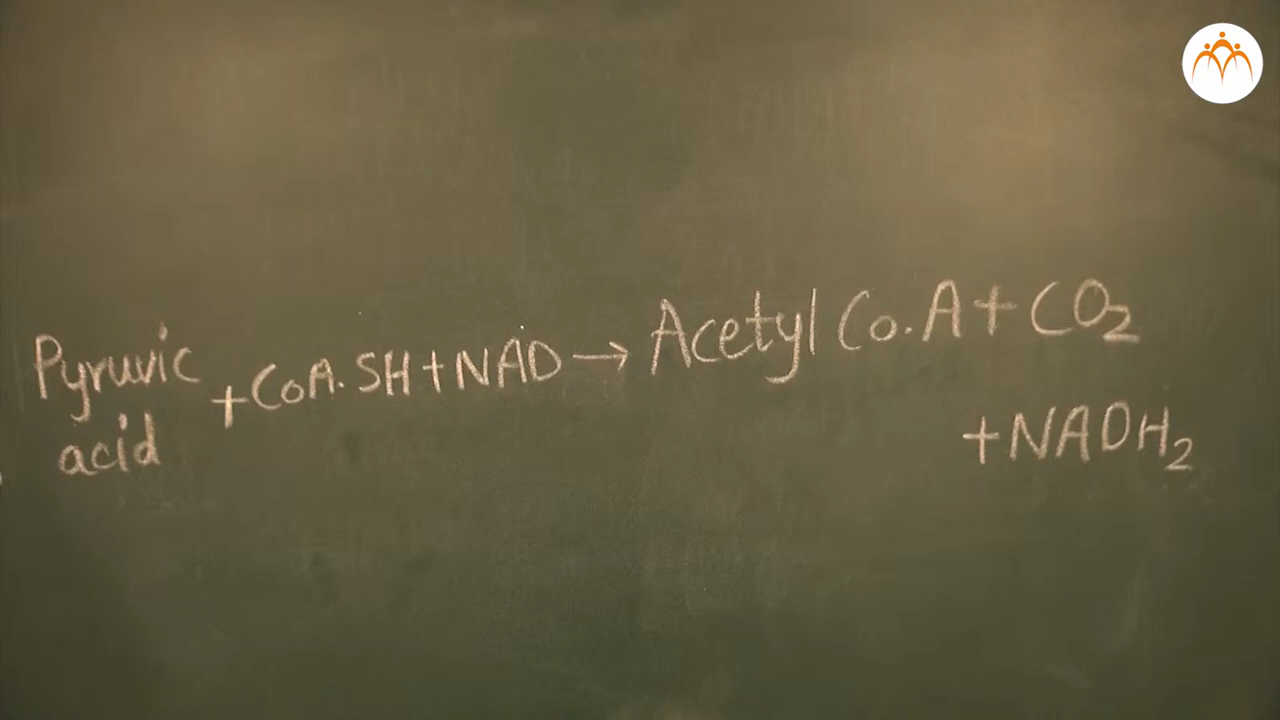 Pyruvic acid + CoA.SH + NAD → Acetyl Co.A + CO₂
+ NADH₂